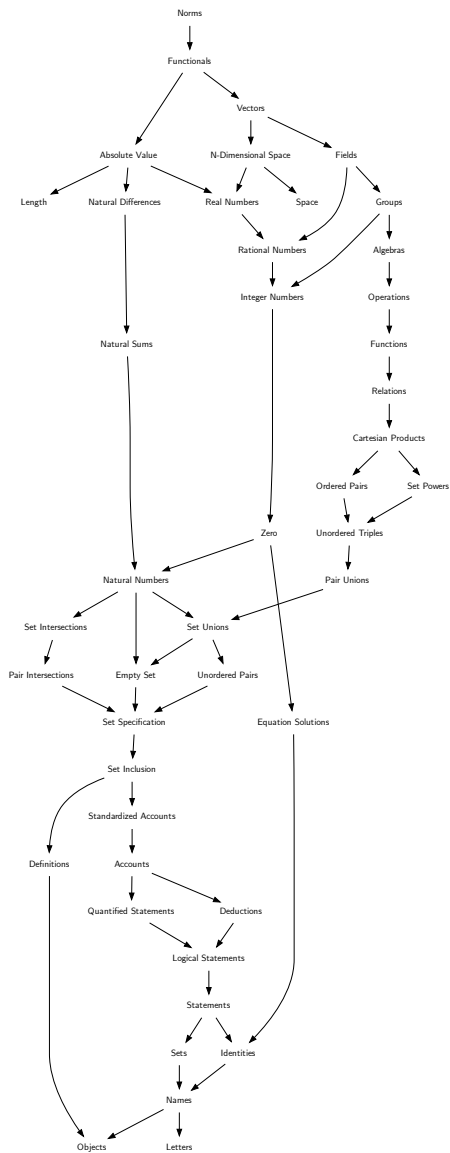 Norms
Functionals
Vectors
Absolute Value
N-Dimensional Space
Fields
Length
Natural Differences
Real Numbers
Space
Groups
Rational Numbers
Algebras
Integer Numbers
Operations
Natural Sums
Functions
Relations
Cartesian Products
Ordered Pairs
Set Powers
Zero
Unordered Triples
Natural Numbers
Pair Unions
Set Intersections
Set Unions
Pair Intersections
Empty Set
Unordered Pairs
Set Specification
Equation Solutions
Set Inclusion
Standardized Accounts
Definitions
Accounts
Quantified Statements
Deductions
Logical Statements
Statements
Sets
Identities
Names
Objects
Letters